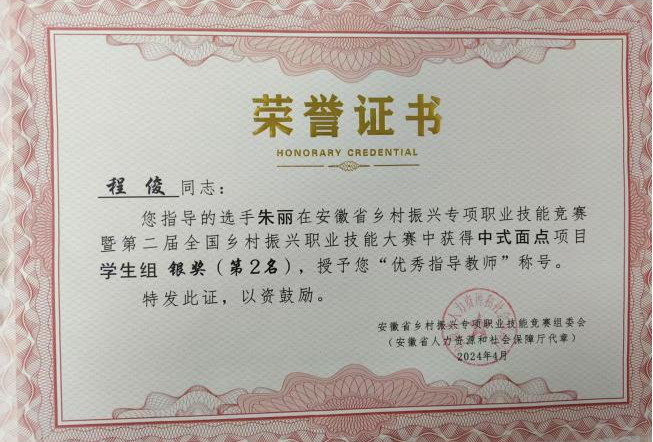 荣誉证书
HONORARY CREDENTIAL
程 俊 同志：
您指导的选手朱丽在安徽省乡村振兴专项职业技能竞赛
暨第二届全国乡村振兴职业技能大赛中获得中式面点项目
学生组 银奖（第2名），授予您“优秀指导教师”称号。
特发此证，以资鼓励。
安徽省乡村振兴专项职业技能竞赛组委会
（安徽省人力资源和社会保障厅代章）
2024年4月